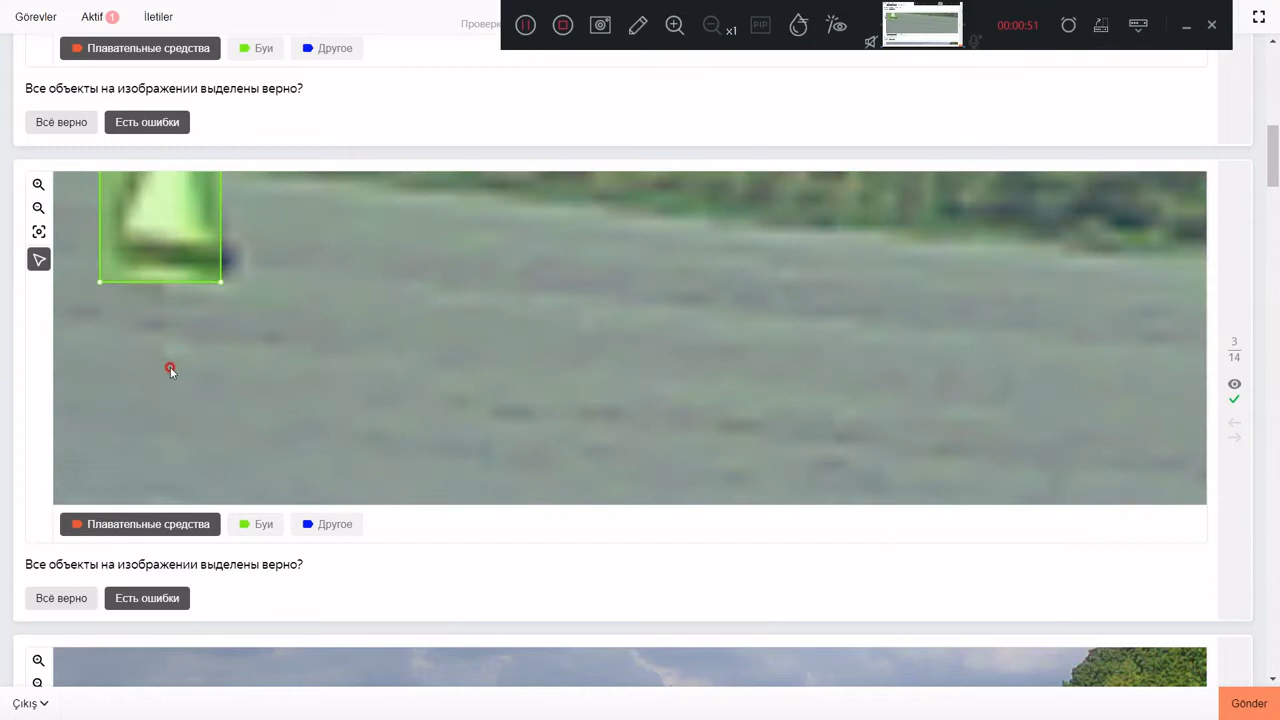 Görevler Aktif 1 İletiler Проверк
x1 PIP 00:00:51
Плавательные средства Буи Другое
Все объекты на изображении выделены верно?
Всё верно Есть ошибки
3
14
Плавательные средства Буи Другое
Все объекты на изображении выделены верно?
Всё верно Есть ошибки
Çıkış Gönder